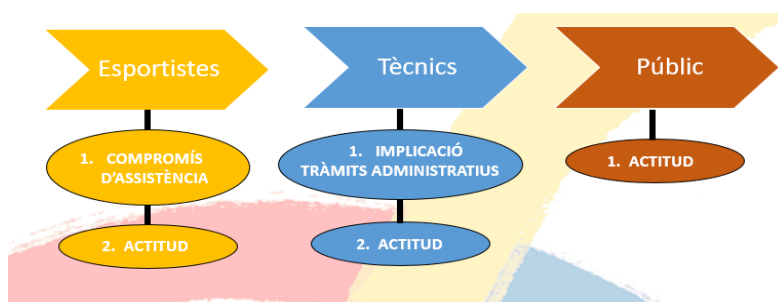 Esportistes
Tècnics
Públic
1. COMPROMÍS
D'ASSISTÈNCIA
1. IMPLICACIÓ
TRÀMITS ADMINISTRATIUS
1. ACTITUD
2. ACTITUD
2. ACTITUD